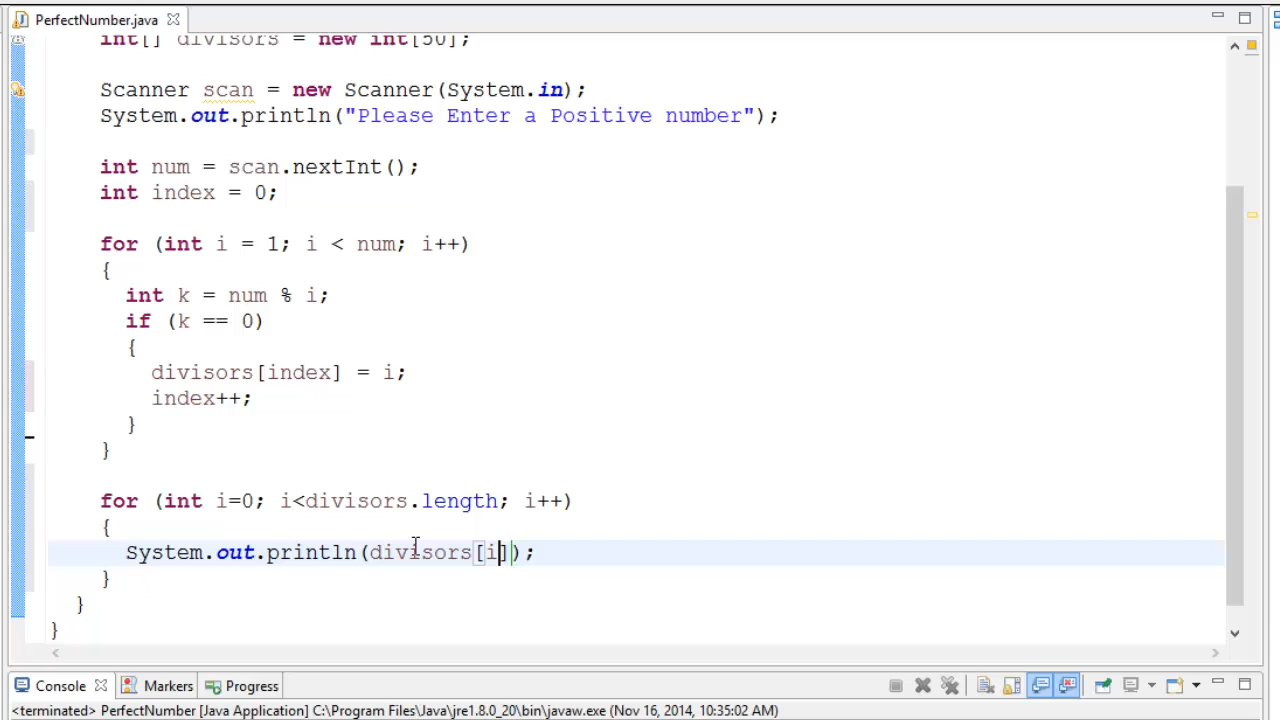 PerfectNumber.java
int[] divisors = new int[50];
Scanner scan = new Scanner(System.in);
System.out.println("Please Enter a Positive number");
int num = scan.nextInt();
int index = 0;
for (int i = 1; i < num; i++)
{
int k = num % i;
if (k == 0)
{
divisors[index] = i;
index++;
}
}
for (int i=0; i<divisors.length; i++)
{
System.out.println(divisors[i]);
}
}
}
Console Markers Progress
<terminated> PerfectNumber [Java Application] C:\Program Files\Java\jre1.8.0_20\bin\javaw.exe (Nov 16, 2014, 10:35:02 AM)